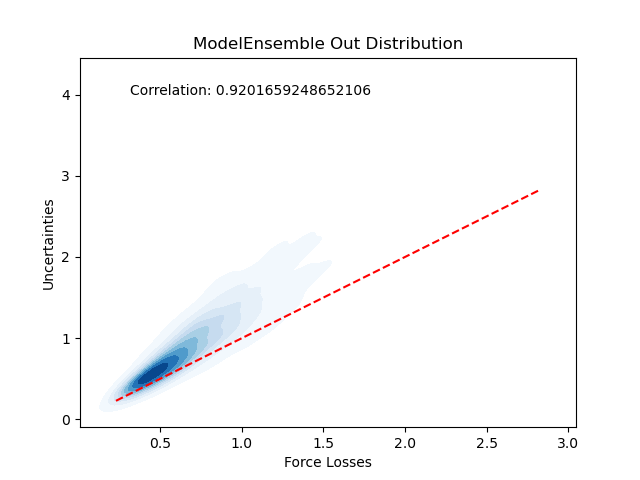 ModelEnsemble Out Distribution
Correlation: 0.9201659248652106
4
3
2
1
0
Uncertainties
0.5
1.0
1.5
2.0
2.5
3.0
Force Losses